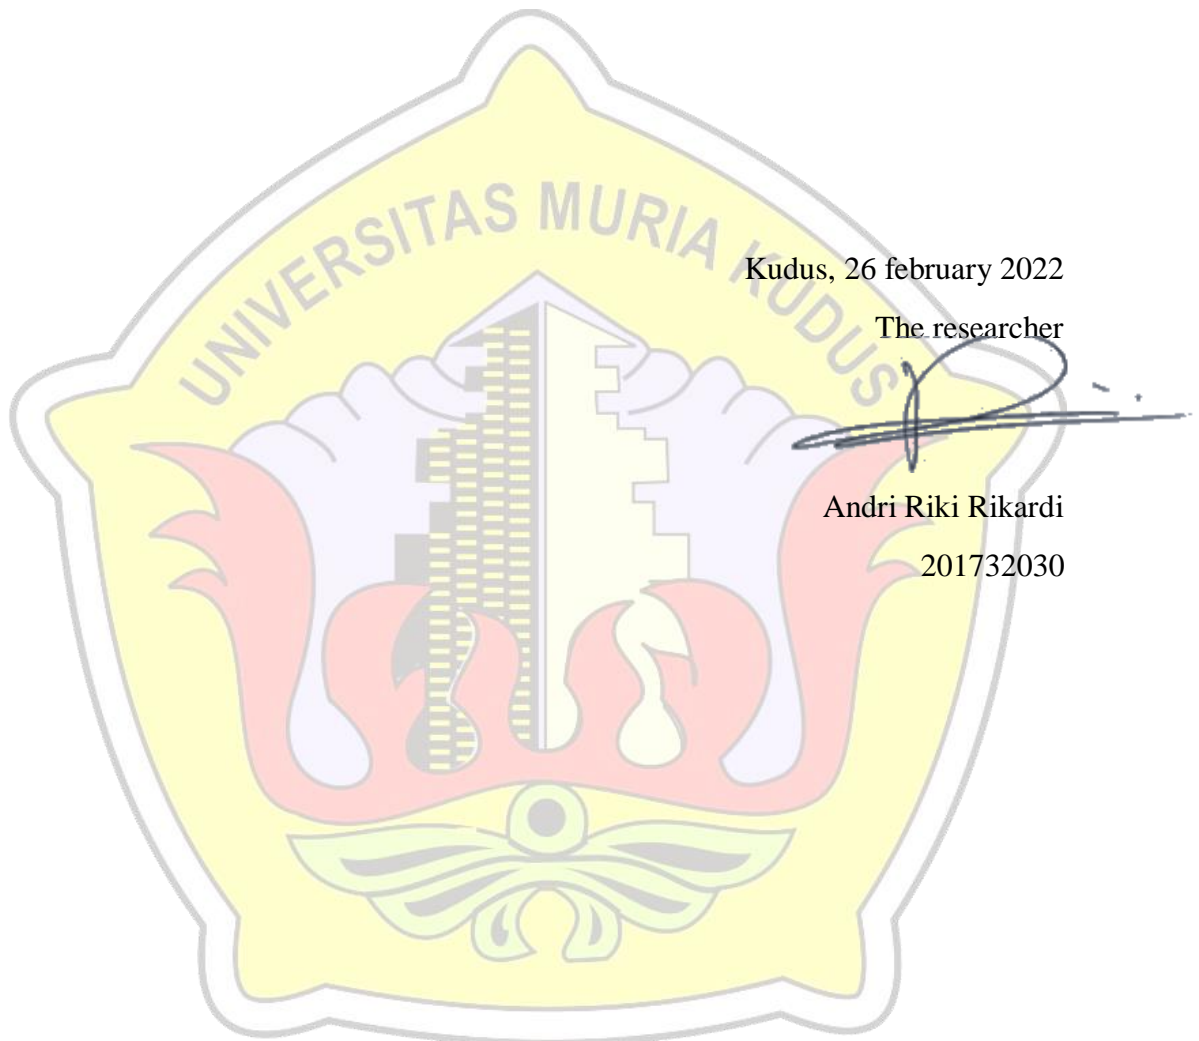 UNIVERSITAS MURIA KUDUS
Kudus, 26 february 2022
The researcher
Andri Riki Rikardi
201732030